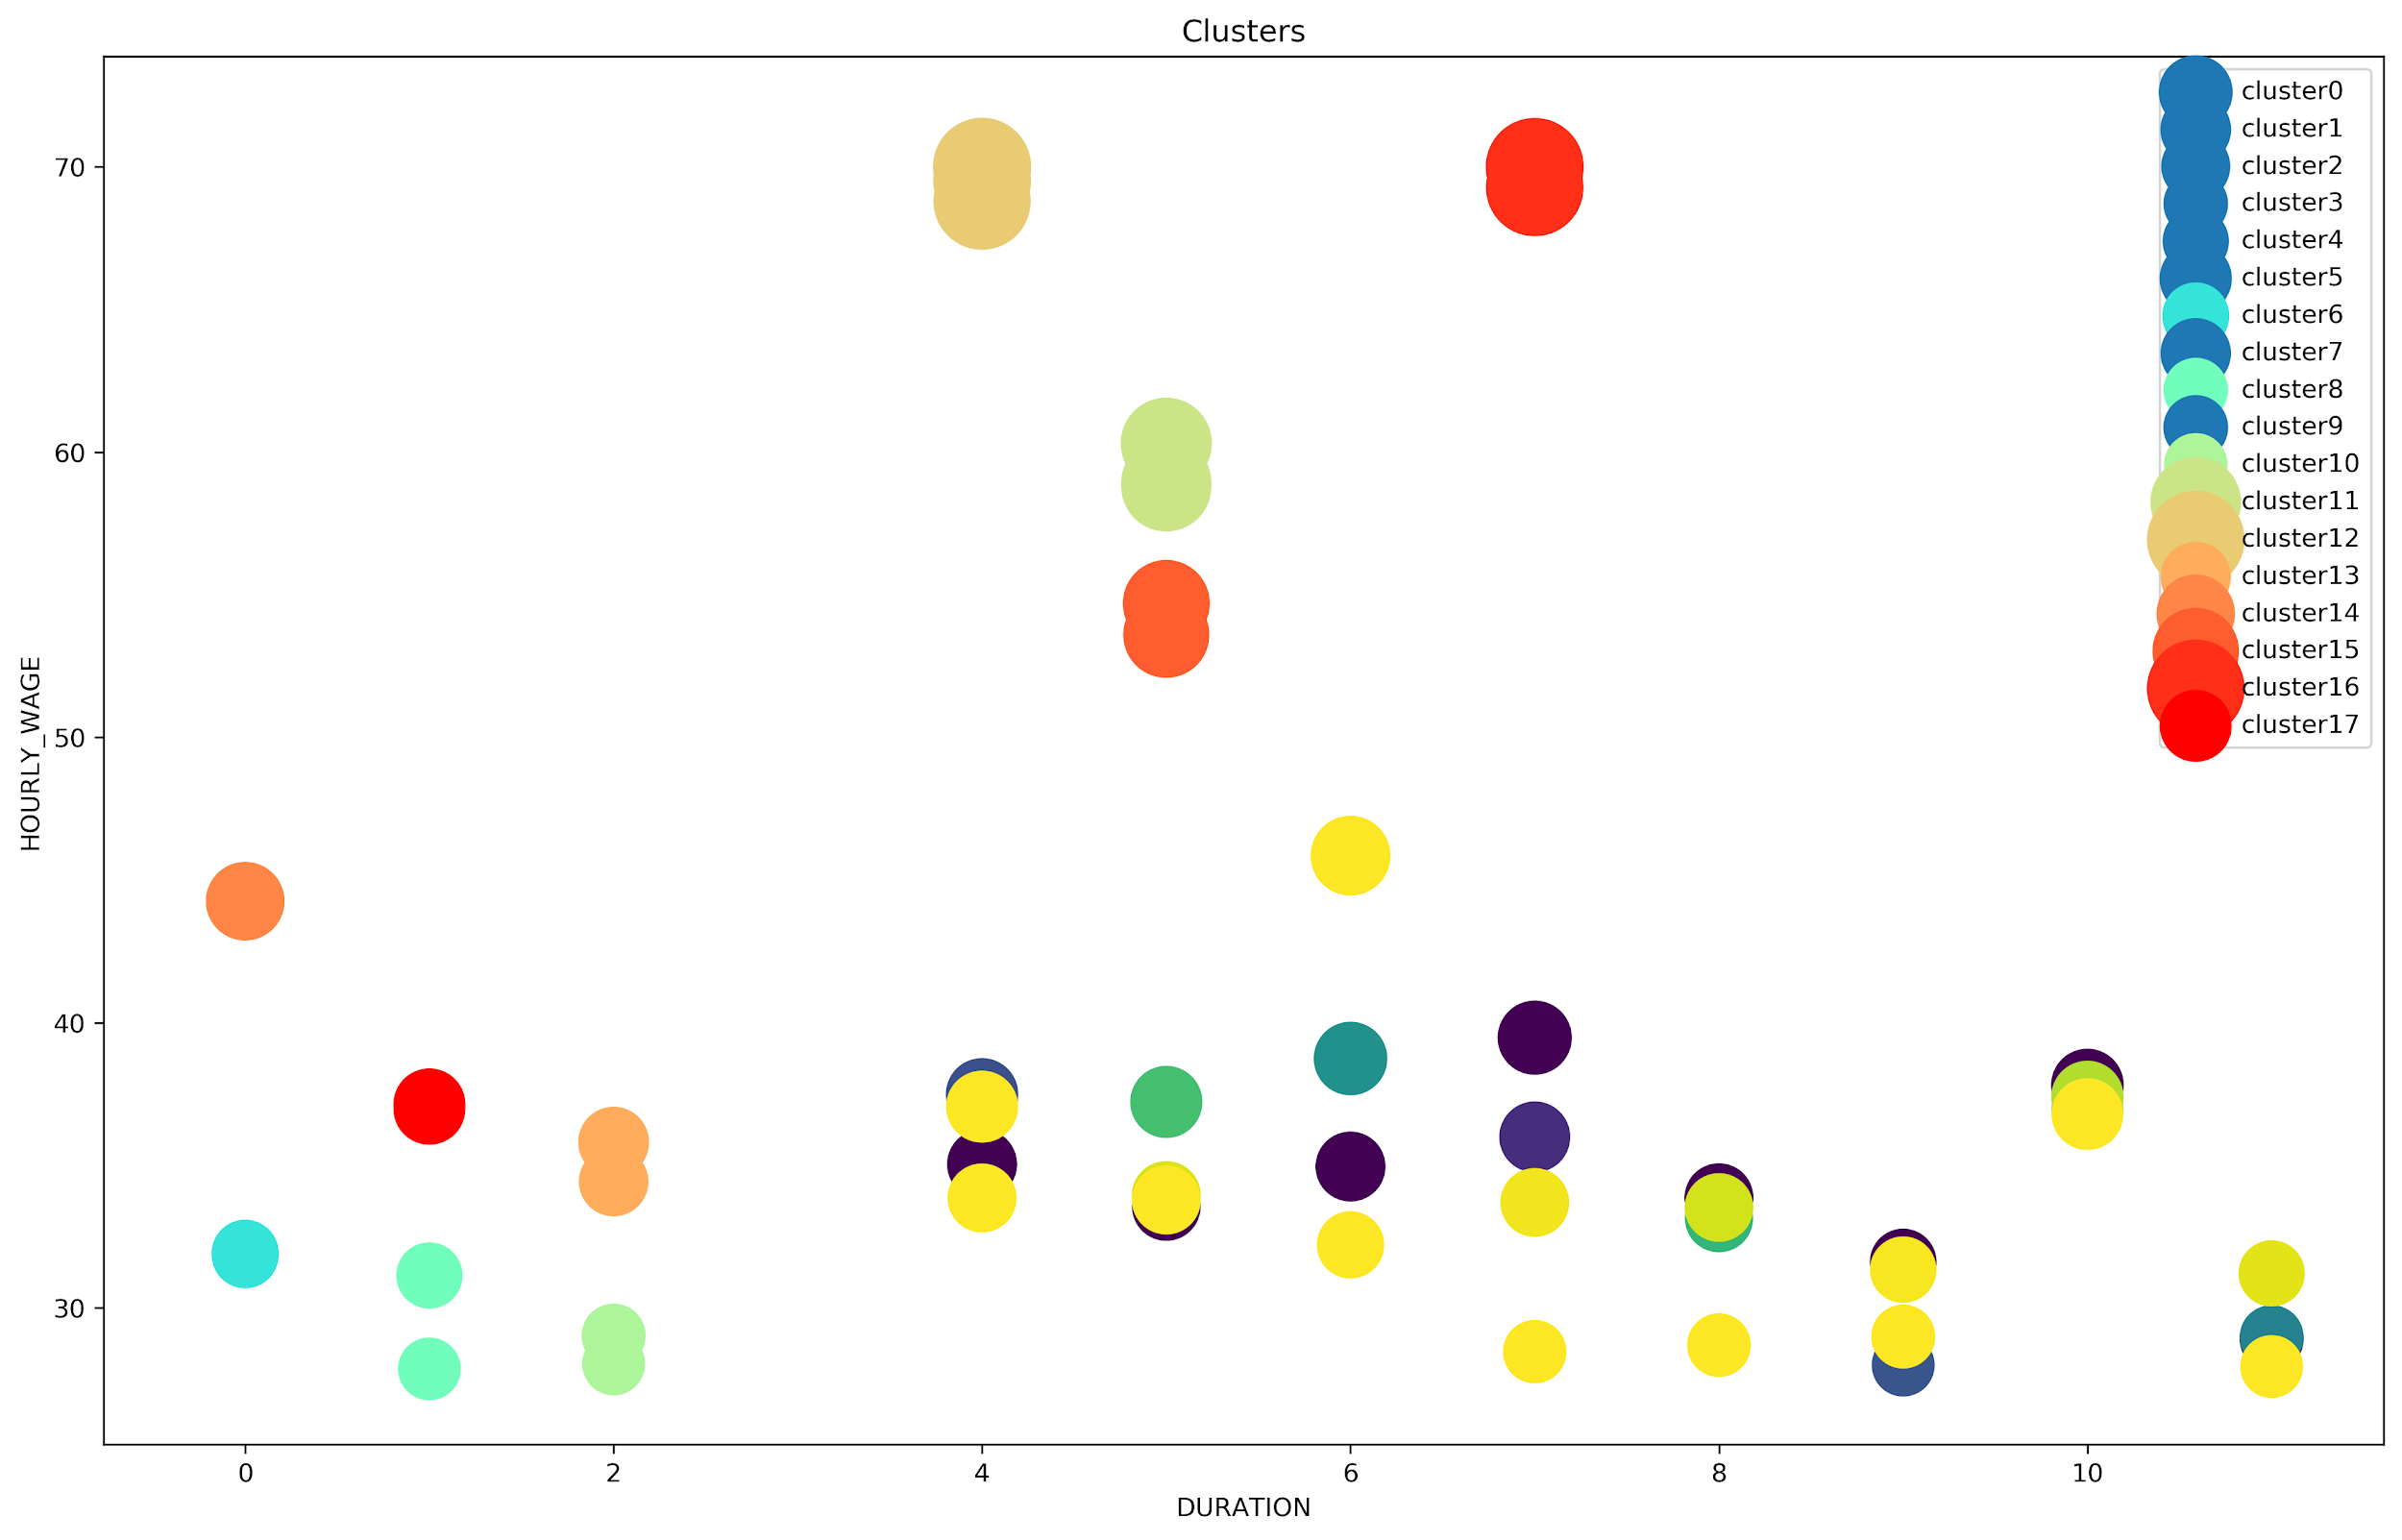 Clusters
cluster0
cluster1
cluster2
cluster3
cluster4
cluster5
cluster6
cluster7
cluster8
cluster9
cluster10
cluster11
cluster12
cluster13
cluster14
cluster15
cluster16
cluster17
70
60
50
40
30
HOURLY_WAGE
0 2 4 6 8 10
DURATION